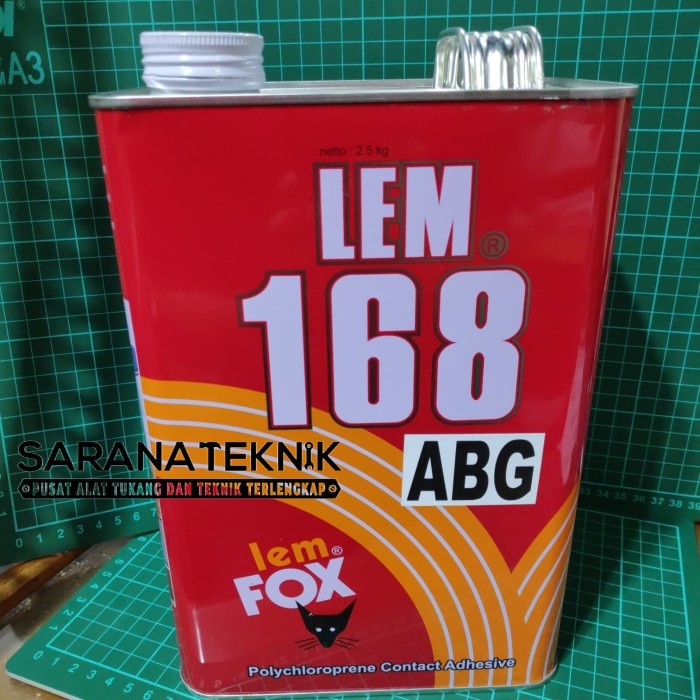 A3
netto : 2.5 kg
LEM®
168
ABG
SARANA TEKNIK
PUSAT ALAT TUKANG DAN TEKNIK TERLENGKAP
lem®
FOX
Polychloroprene Contact Adhesive